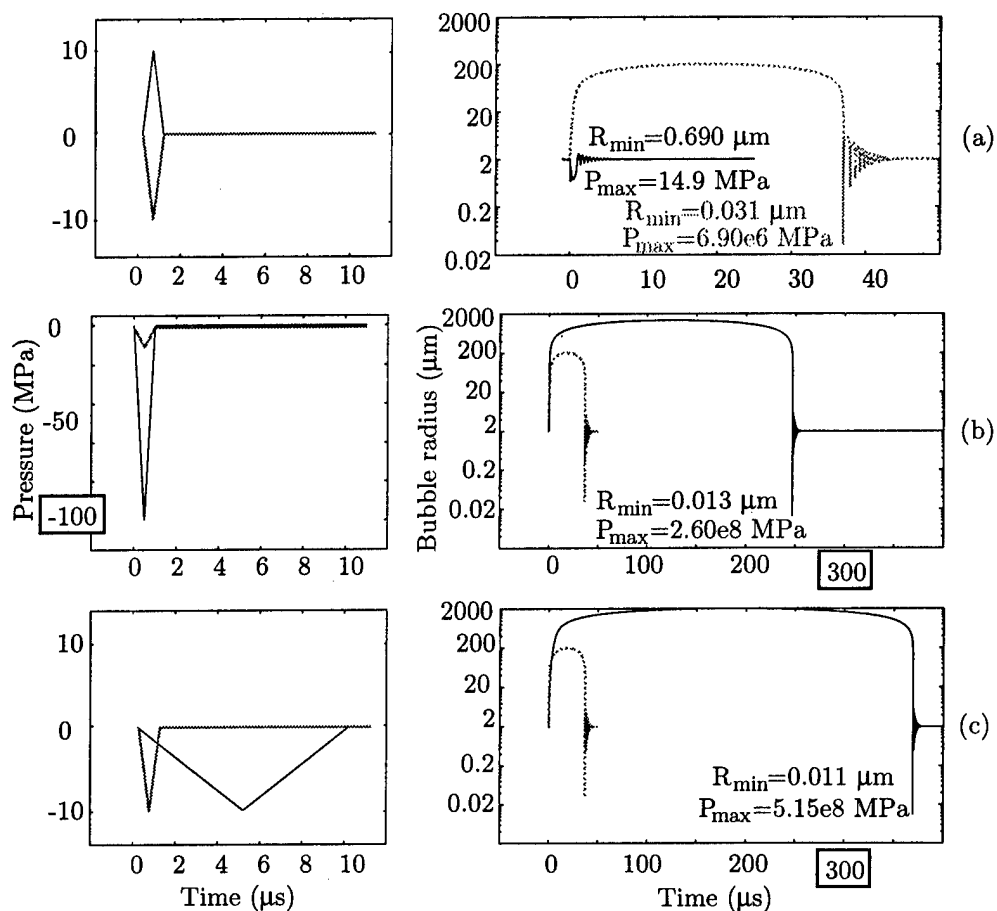 10
0
-10
0 2 4 6 8 10
2000
200
20
2
0.2
0.02
0 10 20 30 40
R_min=0.690 μm
P_max=14.9 MPa
R_min=0.031 μm
P_max=6.90e6 MPa
(a)
Pressure (MPa)
0
-50
-100
0 2 4 6 8 10
Bubble radius (μm)
2000
200
20
2
0.2
0.02
R_min=0.013 μm
P_max=2.60e8 MPa
0 100 200 300
(b)
10
0
-10
0 2 4 6 8 10
Time (μs)
2000
200
20
2
0.2
0.02
R_min=0.011 μm
P_max=5.15e8 MPa
0 100 200 300
Time (μs)
(c)